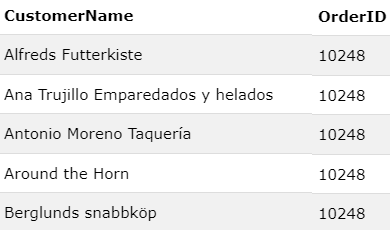 CustomerName OrderID
Alfreds Futterkiste 10248
Ana Trujillo Emparedados y helados 10248
Antonio Moreno Taquería 10248
Around the Horn 10248
Berglunds snabbköp 10248